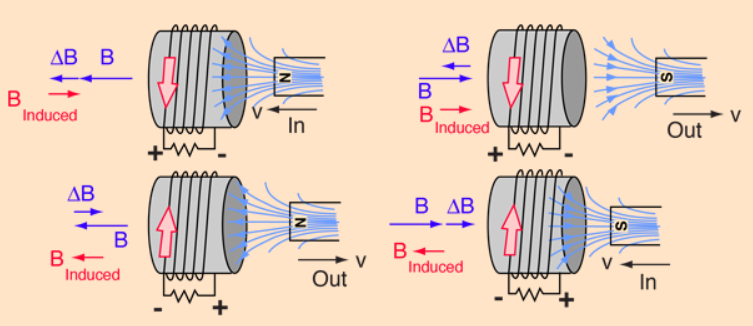 ΔB B
B Induced
N
v
In
+ -
ΔB
B
B Induced
S
v
Out
+ -
ΔB
B
B Induced
N
v
Out
- +
B ΔB
B Induced
S
v
In
- +